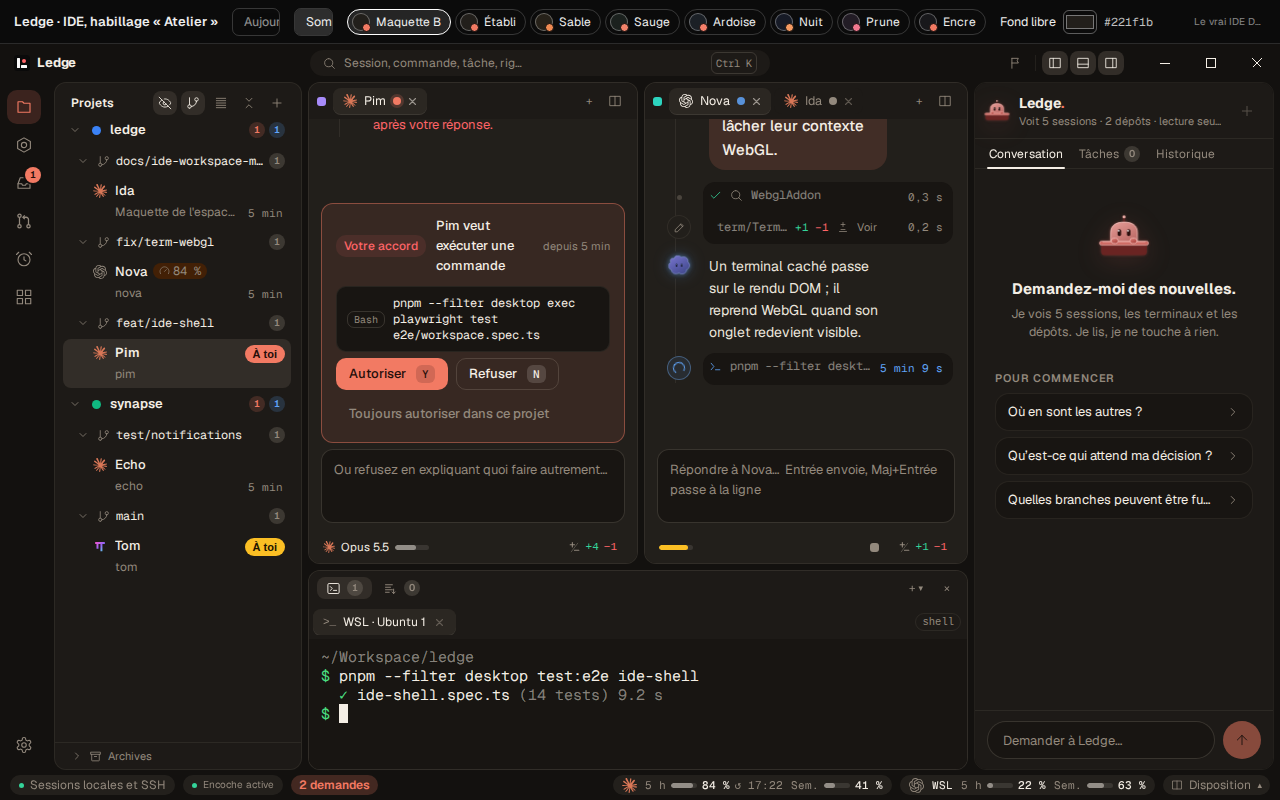 Ledge · IDE, habillage « Atelier »
Aujour
Som
Maquette B
Établi
Sable
Sauge
Ardoise
Nuit
Prune
Encre
Fond libre
#221f1b
Le vrai IDE D…
Ledge
Session, commande, tâche, rig…
Ctrl K
1
Projets
ledge
1
1
docs/ide-workspace-m…
1
Ida
Maquette de l'espac…
5 min
fix/term-webgl
Nova
84 %
nova
5 min
feat/ide-shell
1
Pim
À toi
pim
synapse
1
1
test/notifications
1
Echo
echo
5 min
main
1
Tom
À toi
tom
Archives
Pim
après votre réponse.
Votre accord
Pim veut
exécuter une
commande
depuis 5 min
Bash
pnpm --filter desktop exec
playwright test
e2e/workspace.spec.ts
Autoriser Y
Refuser N
Toujours autoriser dans ce projet
Ou refusez en expliquant quoi faire autrement…
Opus 5.5
+4 −1
Nova
Ida
lâcher leur contexte
WebGL.
WebglAddon
0,3 s
term/Term… +1 −1 Voir
0,2 s
Un terminal caché passe
sur le rendu DOM ; il
reprend WebGL quand son
onglet redevient visible.
pnpm --filter deskt…
5 min 9 s
Répondre à Nova… Entrée envoie, Maj+Entrée
passe à la ligne
+1 −1
1
0
WSL · Ubuntu 1
shell
~/Workspace/ledge
$ pnpm --filter desktop test:e2e ide-shell
✓ ide-shell.spec.ts (14 tests) 9.2 s
$
Ledge.
Voit 5 sessions · 2 dépôts · lecture seu…
Conversation
Tâches 0
Historique
Demandez-moi des nouvelles.
Je vois 5 sessions, les terminaux et les
dépôts. Je lis, je ne touche à rien.
POUR COMMENCER
Où en sont les autres ?
Qu'est-ce qui attend ma décision ?
Quelles branches peuvent être fu…
Demander à Ledge…
Sessions locales et SSH
Encoche active
2 demandes
5 h 84 % ↺ 17:22 Sem. 41 %
WSL 5 h 22 % Sem. 63 %
Disposition